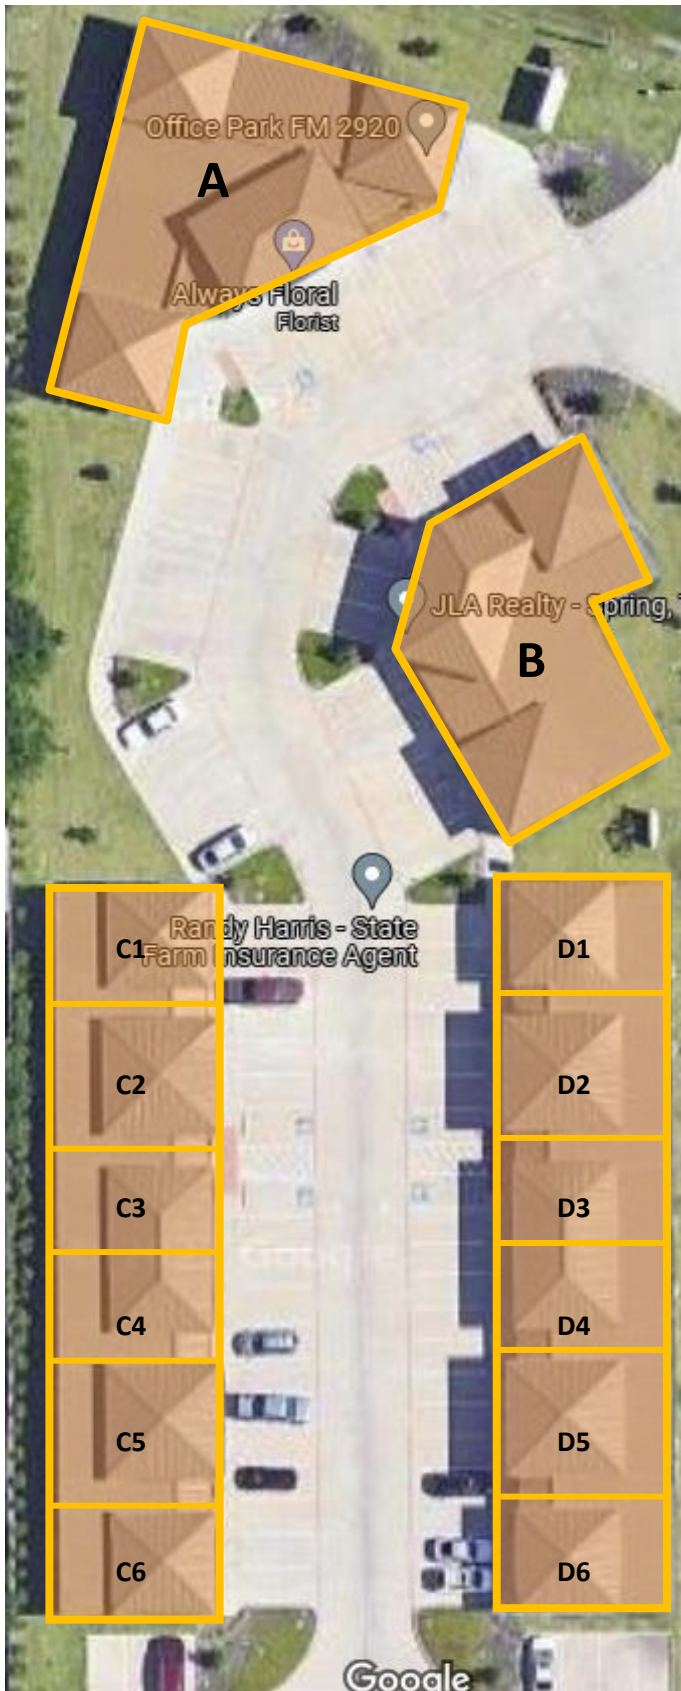 Office Park FM 2920
A
Always Floral
Florist
JLA Realty - Spring,
B
Randy Harris - State
Farm Insurance Agent
C1
D1
C2
D2
C3
D3
C4
D4
C5
D5
C6
D6
Google